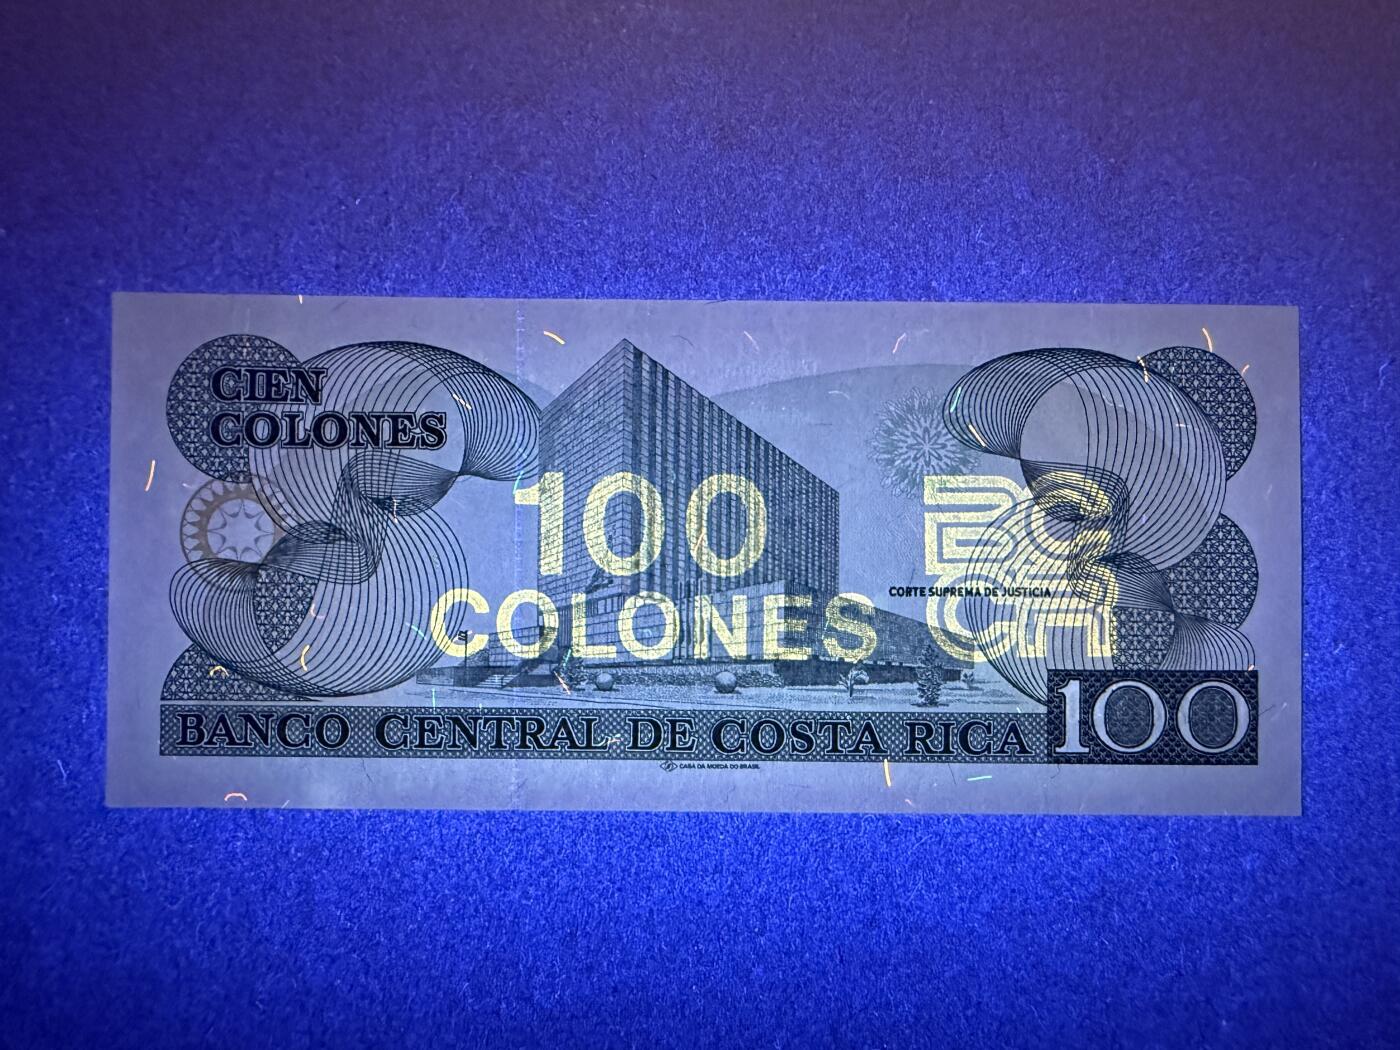 CIEN
COLONES
100
COLONES
BC
CR
CORTE SUPREMA DE JUSTICIA
BANCO CENTRAL DE COSTA RICA
100
CASA DA MOEDA DO BRASIL